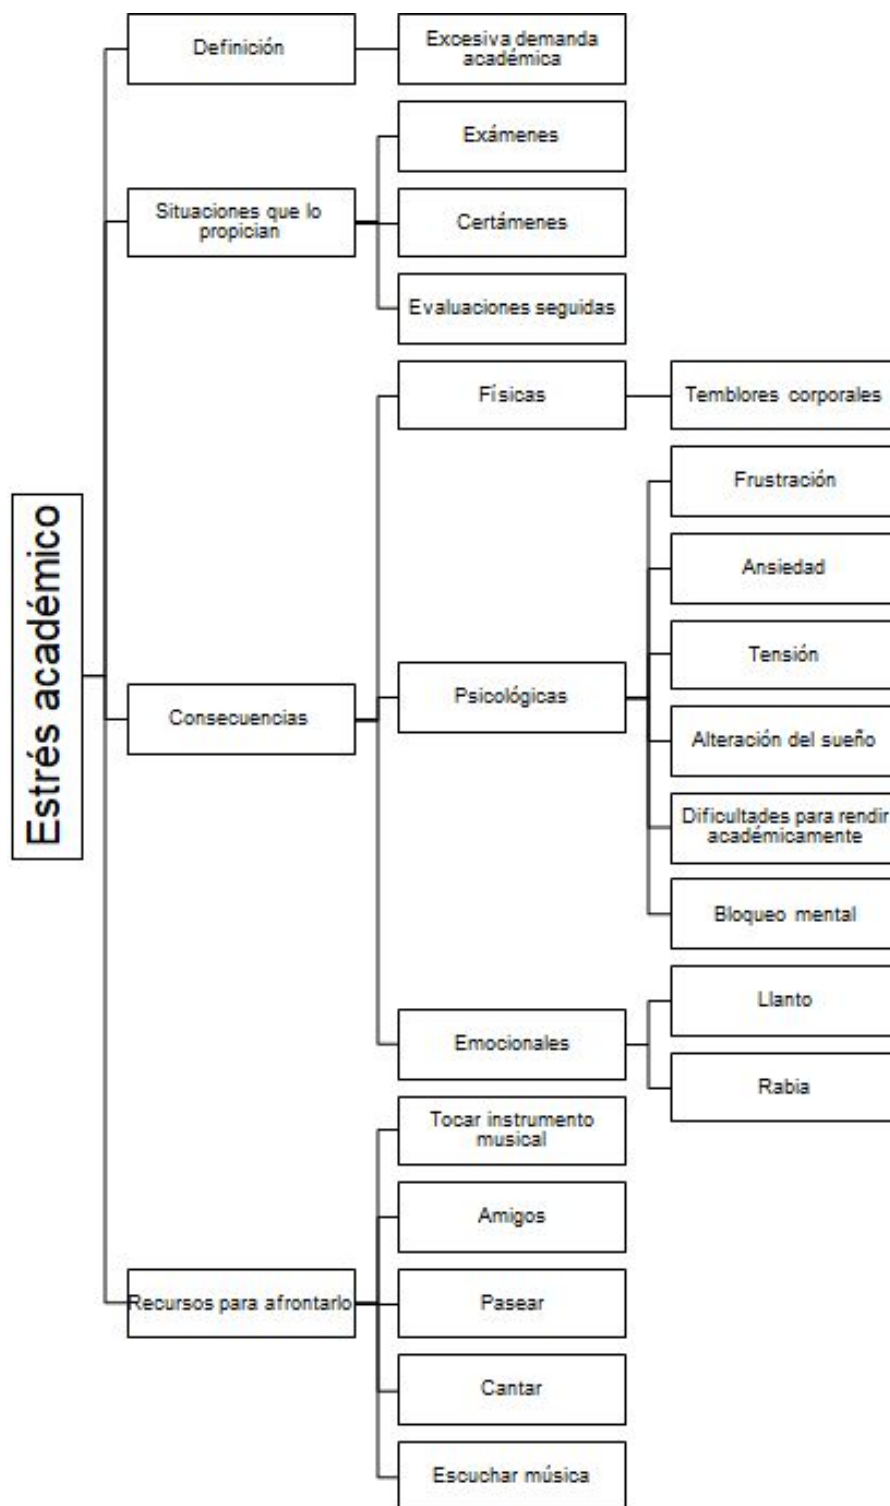 Estrés académico
Definición
Excesiva demanda
académica
Situaciones que lo
propician
Exámenes
Certámenes
Evaluaciones seguidas
Consecuencias
Físicas
Temblores corporales
Psicológicas
Frustración
Ansiedad
Tensión
Alteración del sueño
Dificultades para rendir
académicamente
Bloqueo mental
Emocionales
Llanto
Rabia
Recursos para afrontarlo
Tocar instrumento
musical
Amigos
Pasear
Cantar
Escuchar música